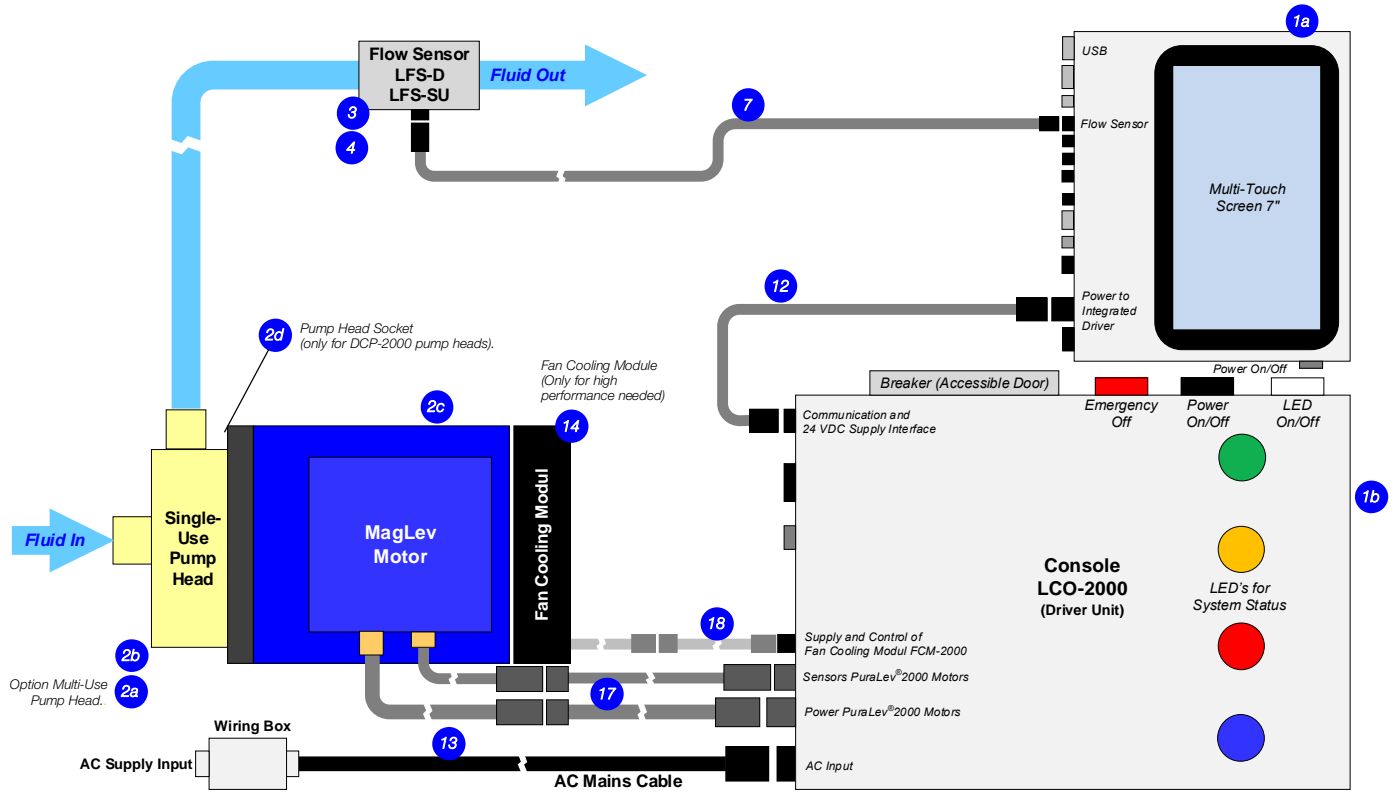 1a
Flow Sensor
LFS-D
LFS-SU
Fluid Out
3
4
7
USB
Flow Sensor
Multi-Touch
Screen 7"
12
Power to
Integrated
Driver
Power On/Off
2d
Pump Head Socket
(only for DCP-2000 pump heads).
Fan Cooling Module
(Only for high
performance needed)
14
2c
Breaker (Accessible Door)
Emergency
Off
Power
On/Off
LED
On/Off
Communication and
24 VDC Supply Interface
1b
Fluid In
Single-
Use
Pump
Head
MagLev
Motor
Fan Cooling Modul
Console
LCO-2000
(Driver Unit)
LED's for
System Status
18
Supply and Control of
Fan Cooling Modul FCM-2000
Sensors PuraLev®2000 Motors
17
Power PuraLev®2000 Motors
2b
Option Multi-Use
Pump Head.
2a
Wiring Box
13
AC Supply Input
AC Mains Cable
AC Input